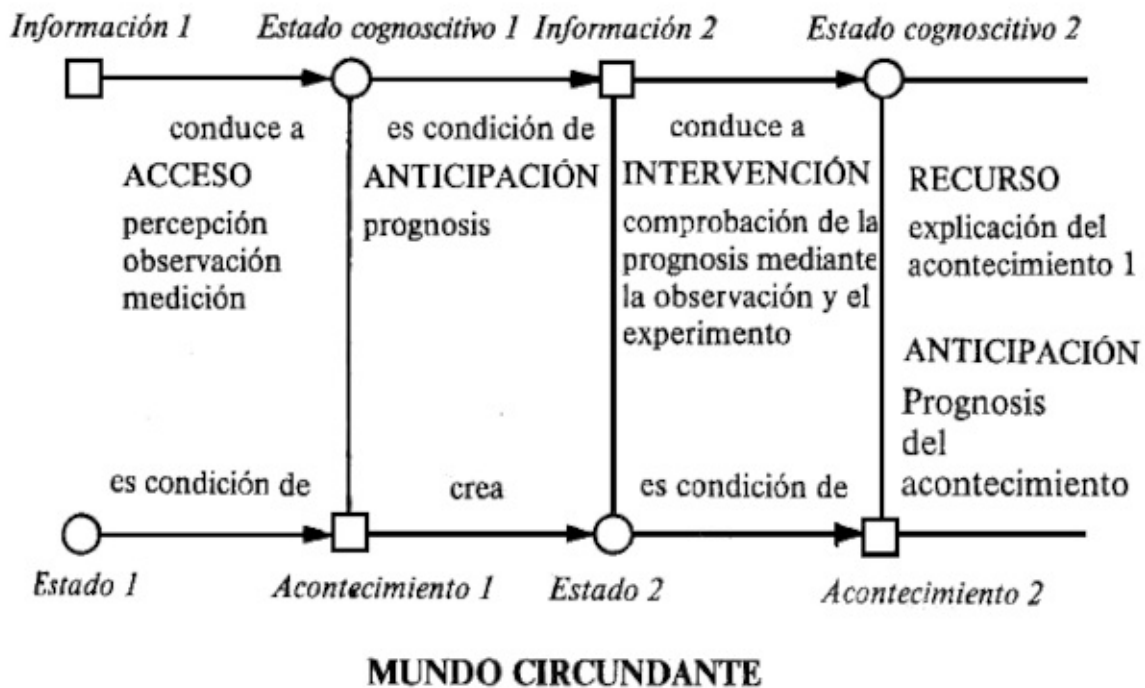 Información 1 Estado cognoscitivo 1 Información 2 Estado cognoscitivo 2
conduce a es condición de conduce a
ACCESO
percepción
observación
medición
ANTICIPACIÓN
prognosis
INTERVENCIÓN
comprobación de la
prognosis mediante
la observación y el
experimento
RECURSO
explicación del
acontecimiento 1
ANTICIPACIÓN
Prognosis
del
acontecimiento
es condición de crea es condición de
Estado 1 Acontecimiento 1 Estado 2 Acontecimiento 2
MUNDO CIRCUNDANTE